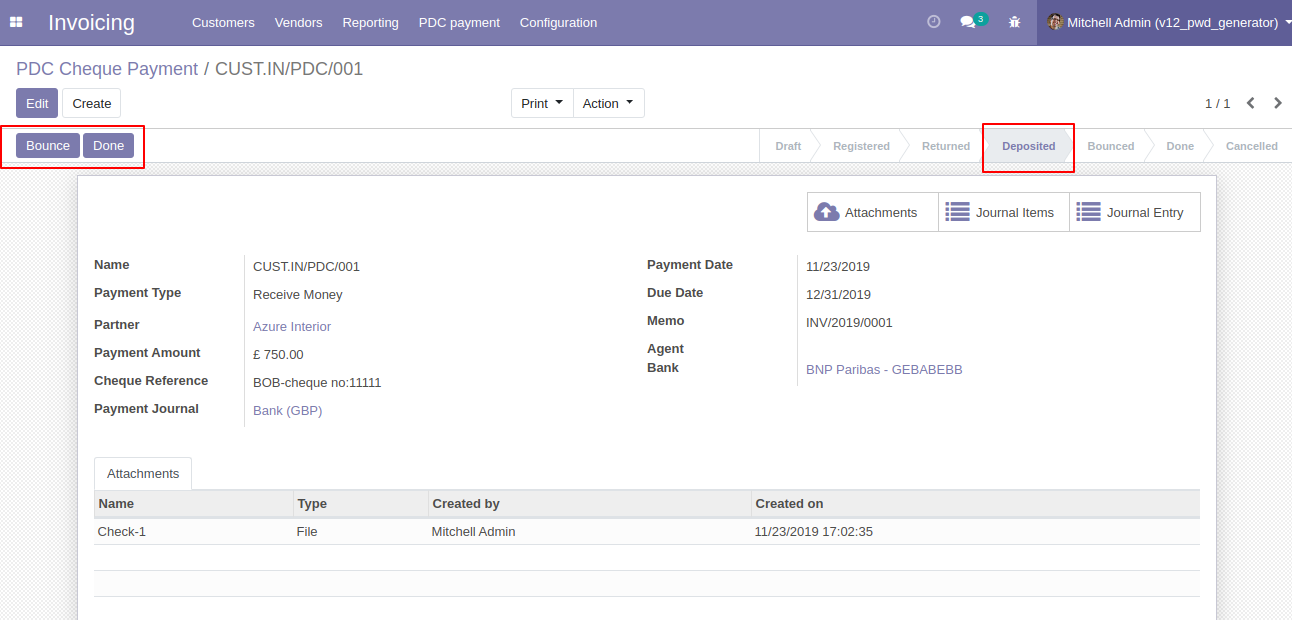 Invoicing Customers Vendors Reporting PDC payment Configuration 3 Mitchell Admin (v12_pwd_generator)
PDC Cheque Payment / CUST.IN/PDC/001
Edit Create Print Action 1 / 1
Bounce Done Draft Registered Returned Deposited Bounced Done Cancelled
Attachments Journal Items Journal Entry
Name CUST.IN/PDC/001 Payment Date 11/23/2019
Payment Type Receive Money Due Date 12/31/2019
Partner Azure Interior Memo INV/2019/0001
Payment Amount £ 750.00 Agent
Cheque Reference BOB-cheque no:11111 Bank BNP Paribas - GEBABEBB
Payment Journal Bank (GBP)
Attachments
Name Type Created by Created on
Check-1 File Mitchell Admin 11/23/2019 17:02:35